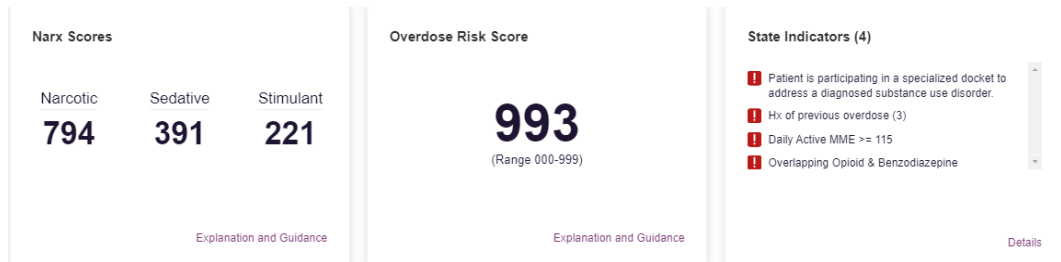 Narx Scores
Narcotic Sedative Stimulant
794 391 221
Explanation and Guidance
Overdose Risk Score
993
(Range 000-999)
Explanation and Guidance
State Indicators (4)
! Patient is participating in a specialized docket to
address a diagnosed substance use disorder.
! Hx of previous overdose (3)
! Daily Active MME >= 115
! Overlapping Opioid & Benzodiazepine
Details